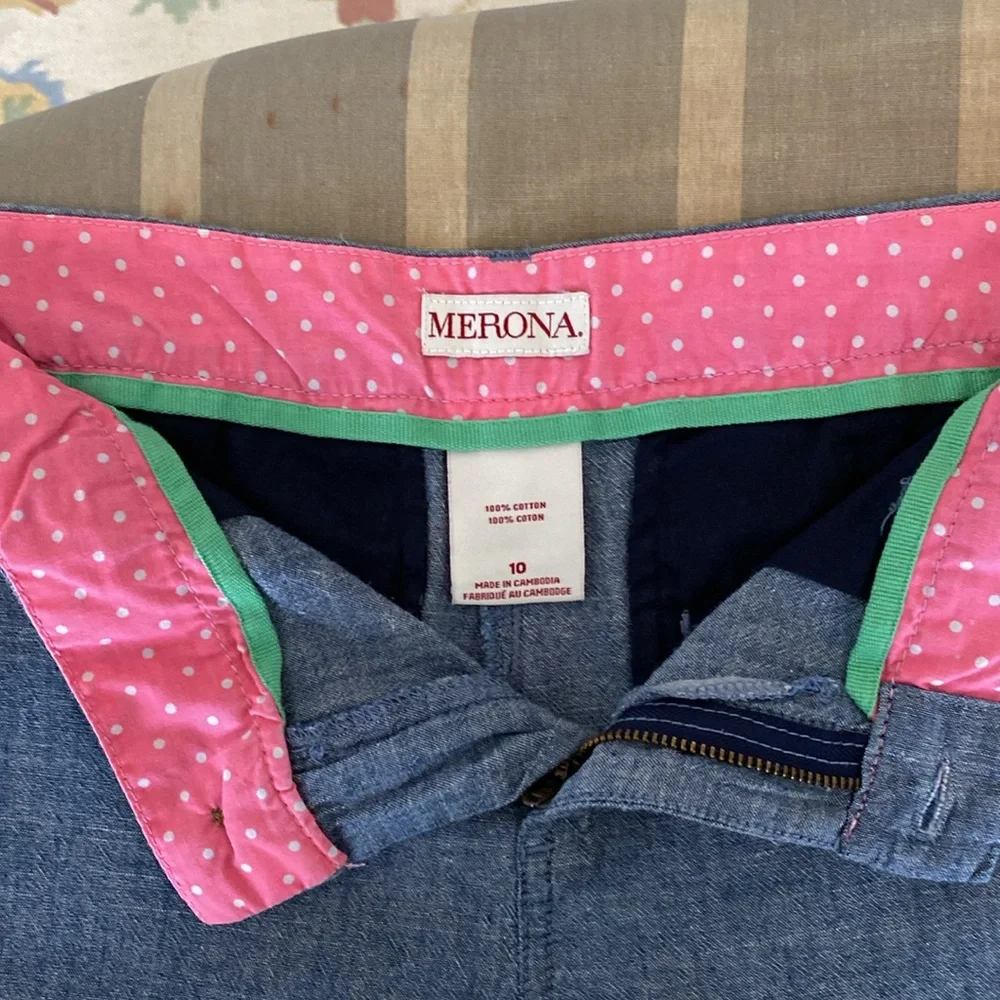 MERONA.
100% COTTON
100% COTON
10
MADE IN CAMBODIA
FABRIQUÉ AU CAMBODGE